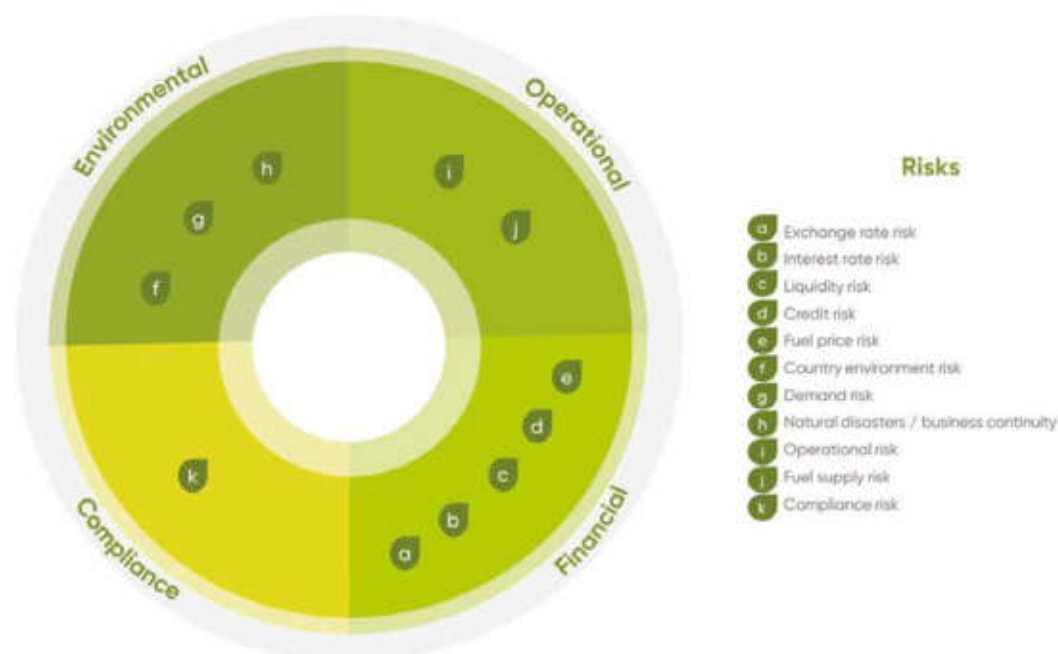 Environmental
Operational
h
i
g
j
f
e
d
k
c
b
a
Compliance
Financial
Risks
a Exchange rate risk
b Interest rate risk
c Liquidity risk
d Credit risk
e Fuel price risk
f Country environment risk
g Demand risk
h Natural disasters / business continuity
i Operational risk
j Fuel supply risk
k Compliance risk